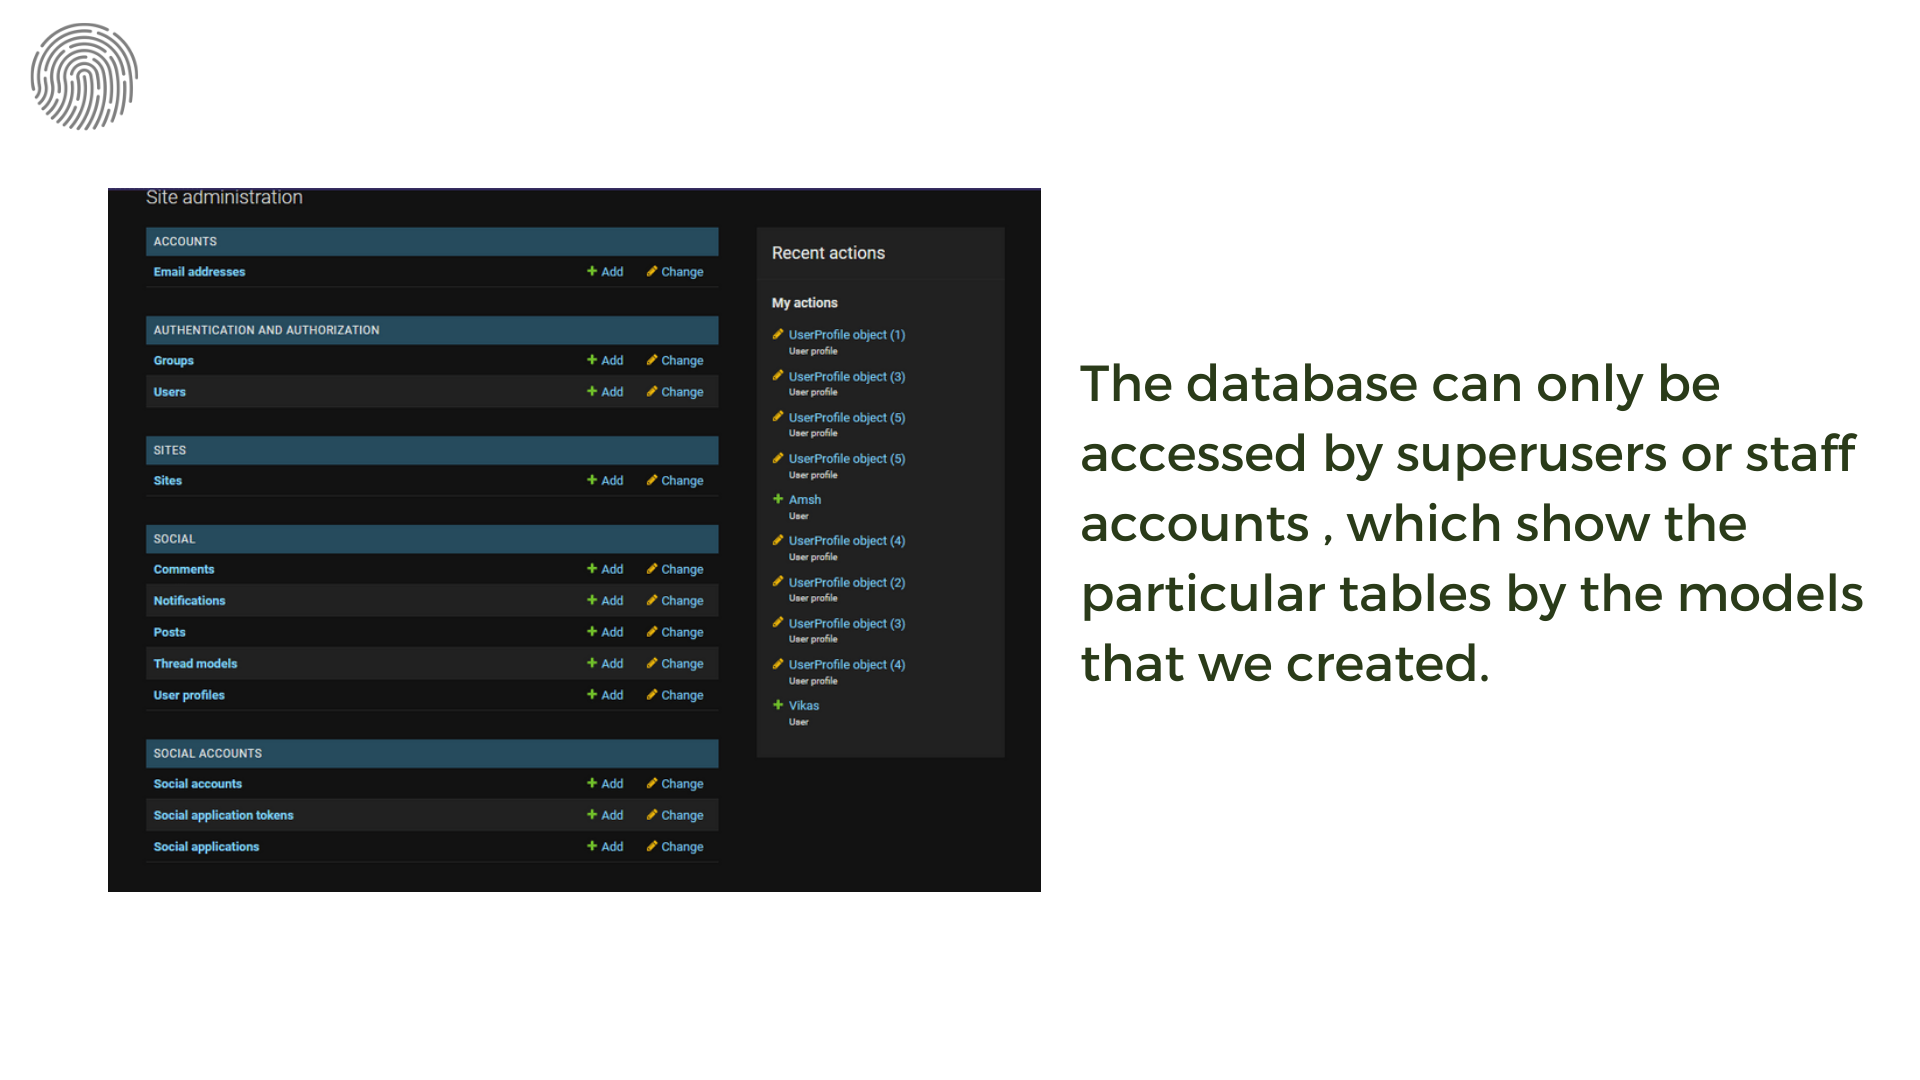 Site administration
ACCOUNTS
Email addresses Add Change
AUTHENTICATION AND AUTHORIZATION
Groups Add Change
Users Add Change
SITES
Sites Add Change
SOCIAL
Comments Add Change
Notifications Add Change
Posts Add Change
Thread models Add Change
User profiles Add Change
SOCIAL ACCOUNTS
Social accounts Add Change
Social application tokens Add Change
Social applications Add Change
Recent actions
My actions
UserProfile object (1)
User profile
UserProfile object (3)
User profile
UserProfile object (5)
User profile
UserProfile object (5)
User profile
Amsh
User
UserProfile object (4)
User profile
UserProfile object (2)
User profile
UserProfile object (3)
User profile
UserProfile object (4)
User profile
Vikas
User
The database can only be
accessed by superusers or staff
accounts , which show the
particular tables by the models
that we created.